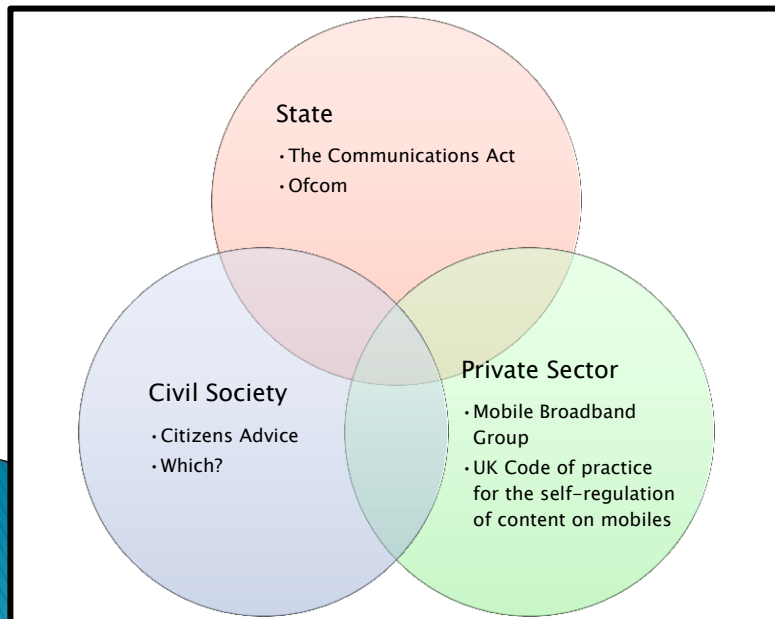 State
•The Communications Act
•Ofcom
Civil Society
•Citizens Advice
•Which?
Private Sector
•Mobile Broadband
Group
•UK Code of practice
for the self-regulation
of content on mobiles